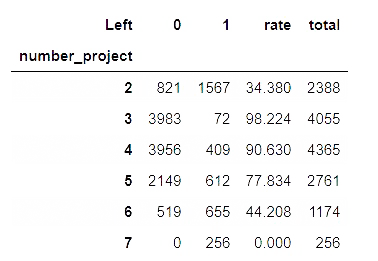 Left 0 1 rate total
number_project
2 821 1567 34.380 2388
3 3983 72 98.224 4055
4 3956 409 90.630 4365
5 2149 612 77.834 2761
6 519 655 44.208 1174
7 0 256 0.000 256